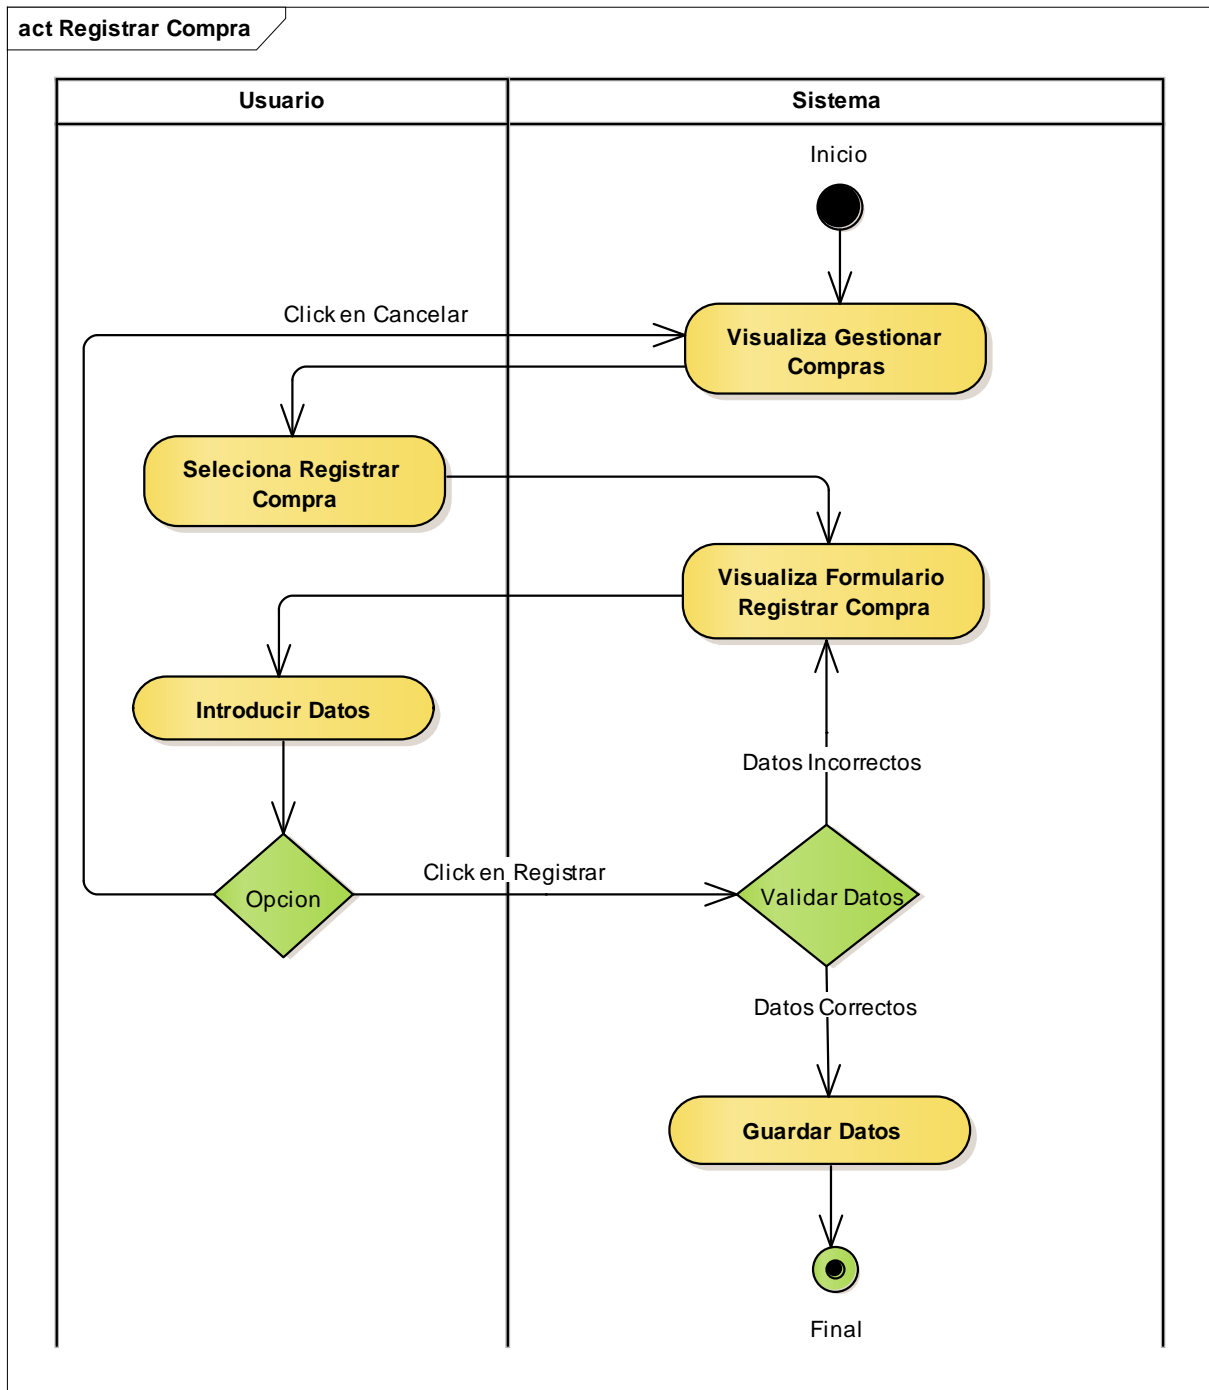 act Registrar Compra
Usuario
Sistema
Inicio
Click en Cancelar
Visualiza Gestionar
Compras
Seleciona Registrar
Compra
Visualiza Formulario
Registrar Compra
Introducir Datos
Datos Incorrectos
Click en Registrar
Opcion
Validar Datos
Datos Correctos
Guardar Datos
Final